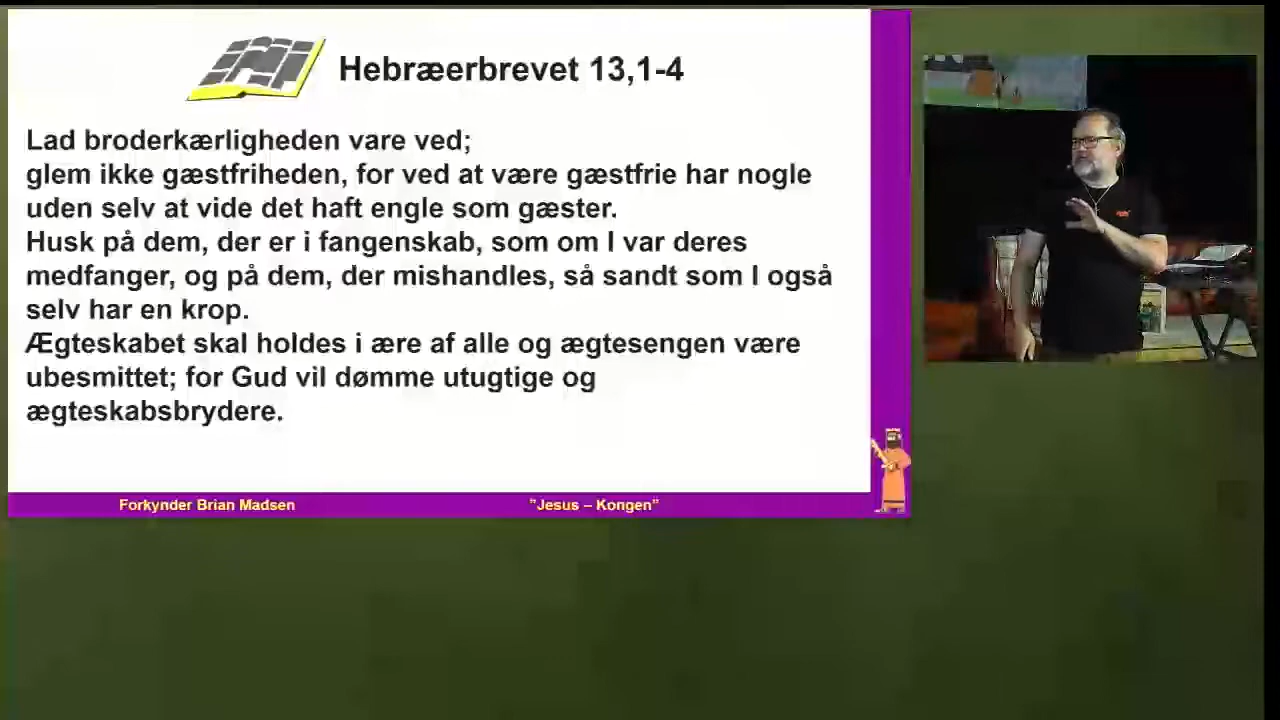 Hebræerbrevet 13,1-4
Lad broderkærligheden vare ved;
glem ikke gæstfriheden, for ved at være gæstfrie har nogle
uden selv at vide det haft engle som gæster.
Husk på dem, der er i fangenskab, som om I var deres
medfanger, og på dem, der mishandles, så sandt som I også
selv har en krop.
Ægteskabet skal holdes i ære af alle og ægtesengen være
ubesmittet; for Gud vil dømme utugtige og
ægteskabsbrydere.
Forkynder Brian Madsen
”Jesus – Kongen”